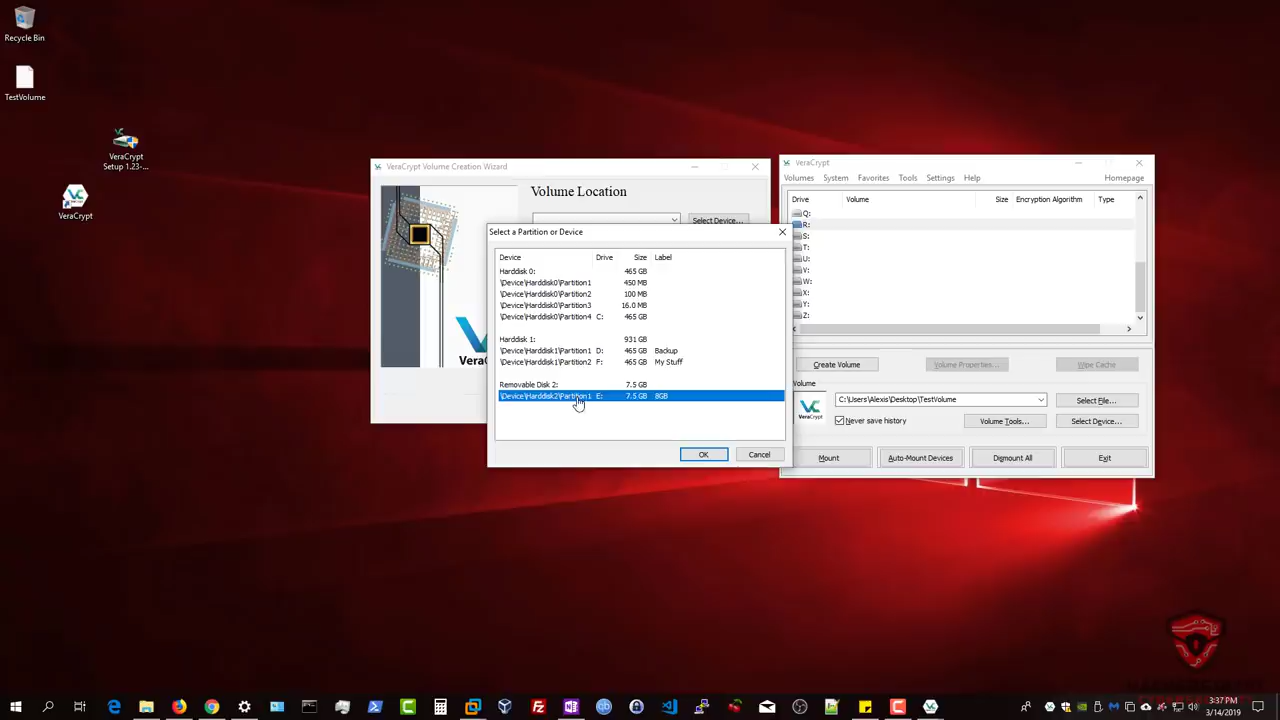 Recycle Bin
TestVolume
VeraCrypt
Setup 1.23-...
VeraCrypt
VeraCrypt Volume Creation Wizard
Volume Location
Select Device...
Select a Partition or Device
Device Drive Size Label
Harddisk 0: 465 GB
\Device\Harddisk0\Partition1 450 MB
\Device\Harddisk0\Partition2 100 MB
\Device\Harddisk0\Partition3 16.0 MB
\Device\Harddisk0\Partition4 C: 465 GB
Harddisk 1: 931 GB
\Device\Harddisk1\Partition1 D: 465 GB Backup
\Device\Harddisk1\Partition2 F: 465 GB My Stuff
Removable Disk 2: 7.5 GB
\Device\Harddisk2\Partition1 E: 7.5 GB 8GB
OK Cancel
VeraCrypt
Volumes System Favorites Tools Settings Help Homepage
Drive Volume Size Encryption Algorithm Type
Q:
R:
S:
T:
U:
V:
W:
X:
Y:
Z:
Create Volume Volume Properties... Wipe Cache
Volume
C:\Users\Alexis\Desktop\TestVolume Select File...
Never save history Volume Tools... Select Device...
Mount Auto-Mount Devices Dismount All Exit
3:37 PM
3/14/2019